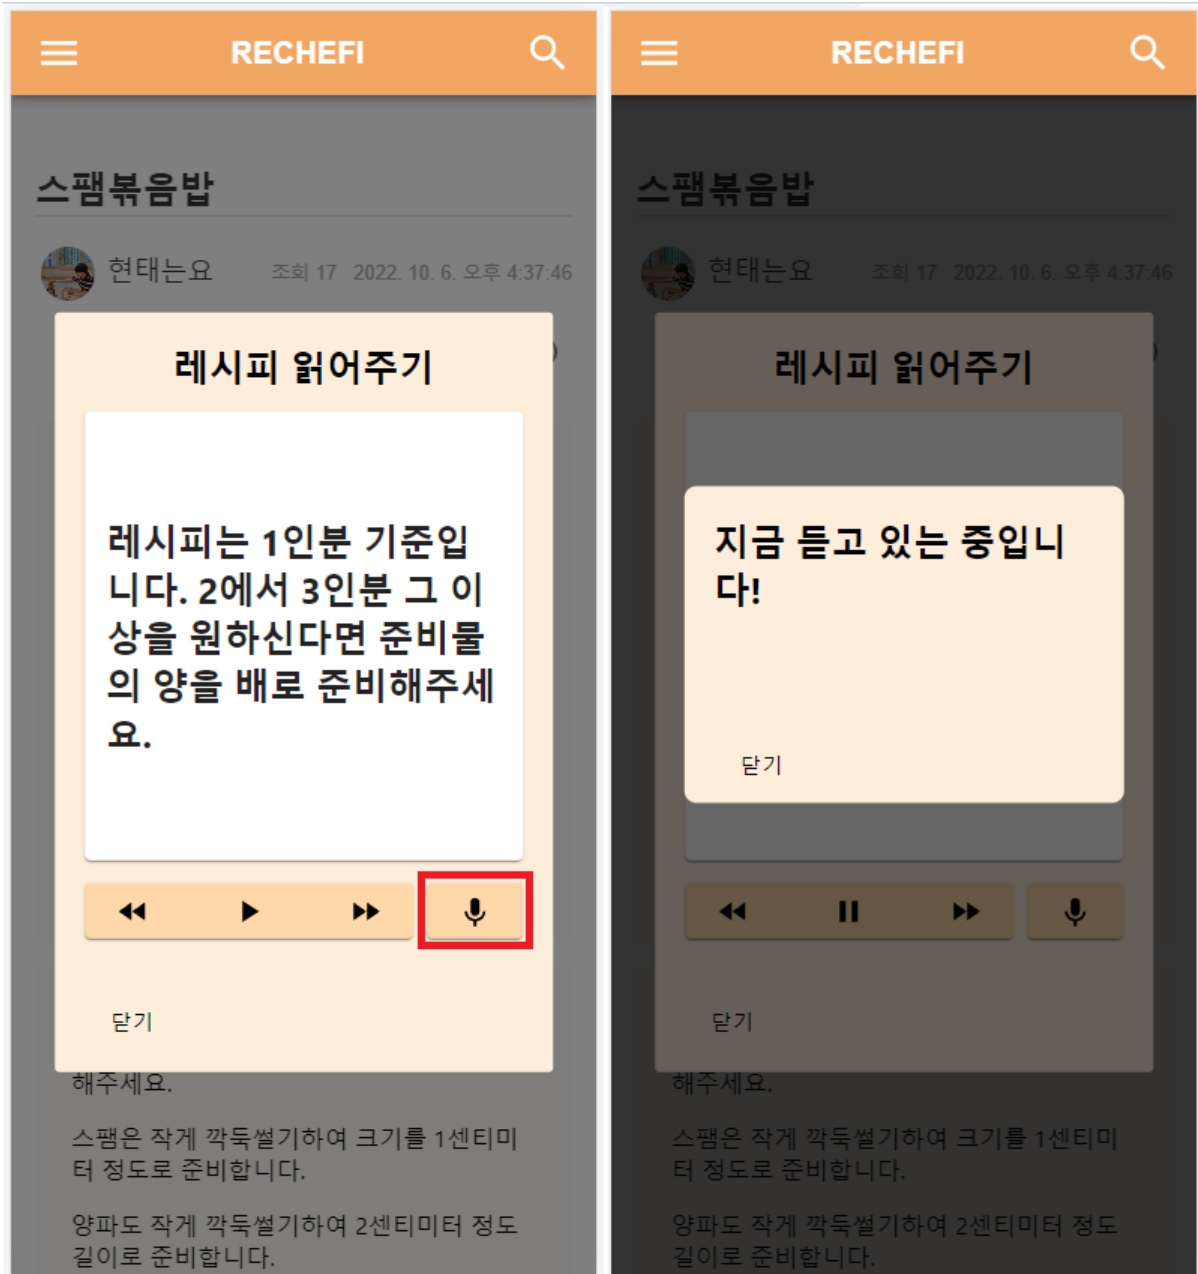 RECHEFI
스팸볶음밥
현태는요 조회 17 2022. 10. 6. 오후 4:37:46
레시피 읽어주기
레시피는 1인분 기준입
니다. 2에서 3인분 그 이
상을 원하신다면 준비물
의 양을 배로 준비해주세
요.
닫기
해주세요.
스팸은 작게 깍둑썰기하여 크기를 1센티미
터 정도로 준비합니다.
양파도 작게 깍둑썰기하여 2센티미터 정도
길이로 준비합니다.
RECHEFI
스팸볶음밥
현태는요 조회 17 2022. 10. 6. 오후 4:37:46
레시피 읽어주기
지금 듣고 있는 중입니
다!
닫기
닫기
해주세요.
스팸은 작게 깍둑썰기하여 크기를 1센티미
터 정도로 준비합니다.
양파도 작게 깍둑썰기하여 2센티미터 정도
길이로 준비합니다.